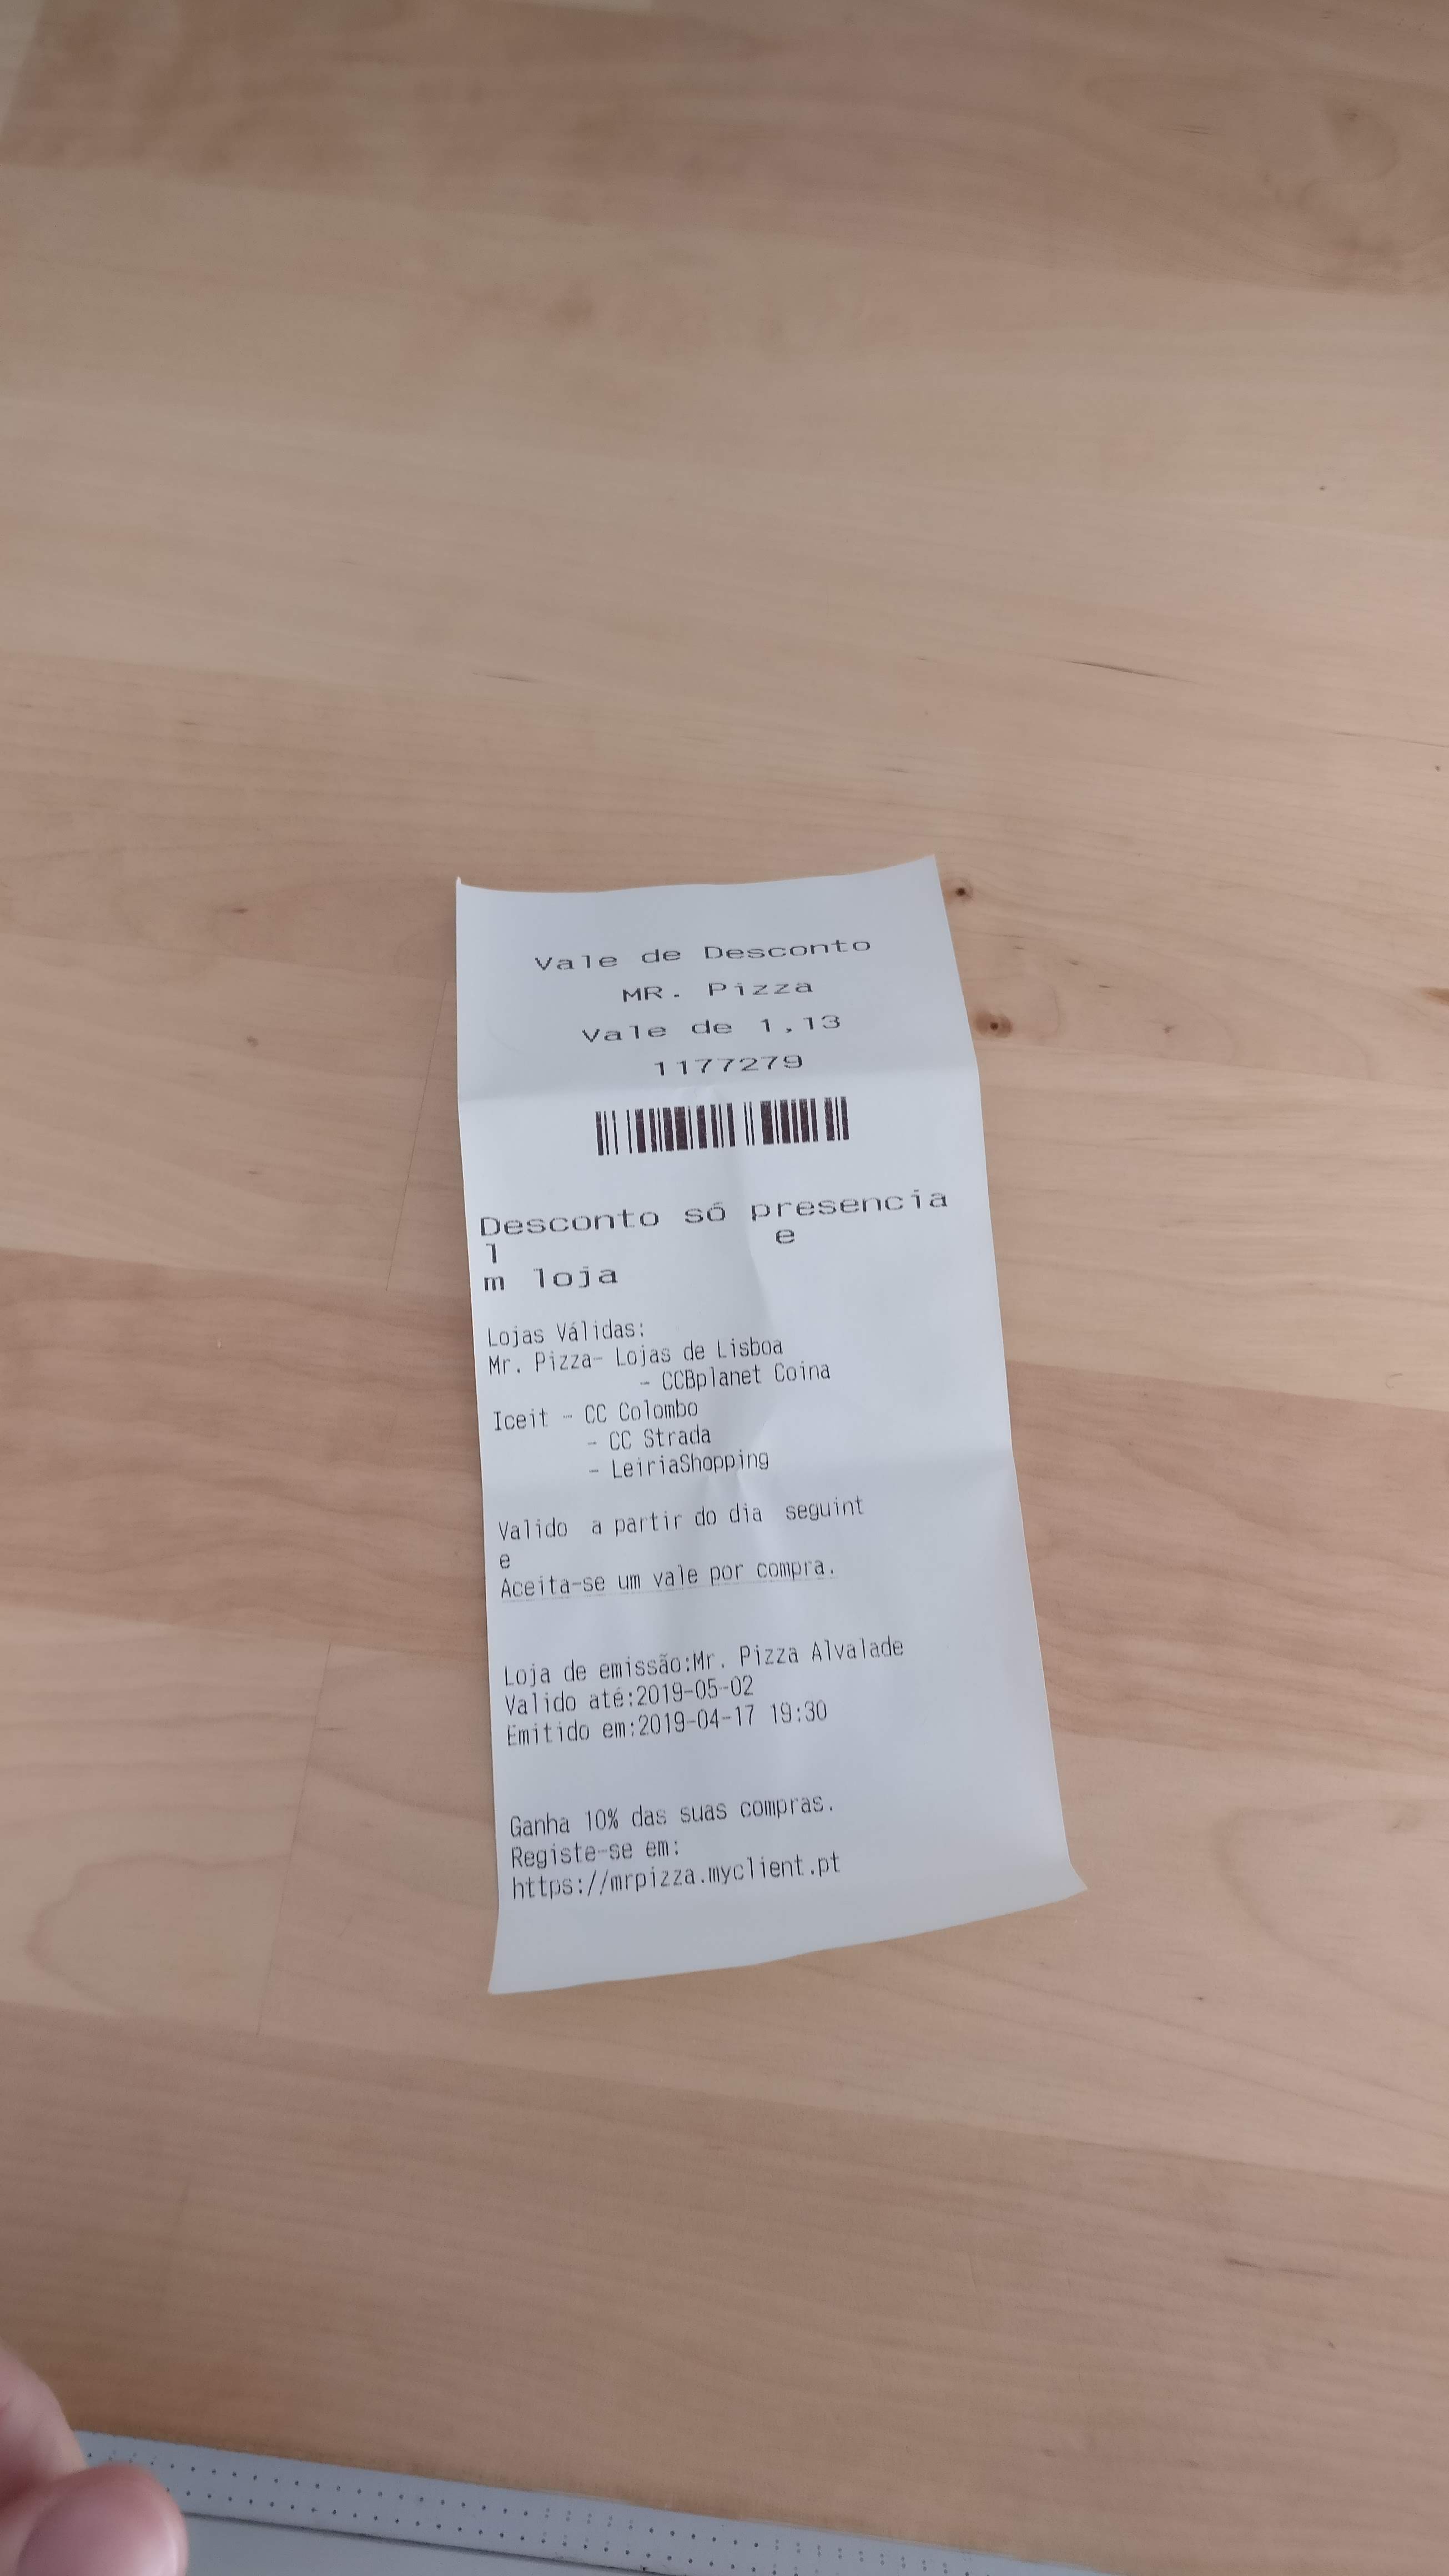 Vale de Desconto
MR. Pizza
Vale de 1,13
1177279
Desconto só presencia
l e
m loja
Lojas Válidas:
Mr. Pizza- Lojas de Lisboa
- CCBplanet Coina
Iceit - CC Colombo
- CC Strada
- LeiriaShopping
Valido a partir do dia seguint
e
Aceita-se um vale por compra.
Loja de emissão:Mr. Pizza Alvalade
Valido até:2019-05-02
Emitido em:2019-04-17 19:30
Ganha 10% das suas compras.
Registe-se em:
https://mrpizza.myclient.pt